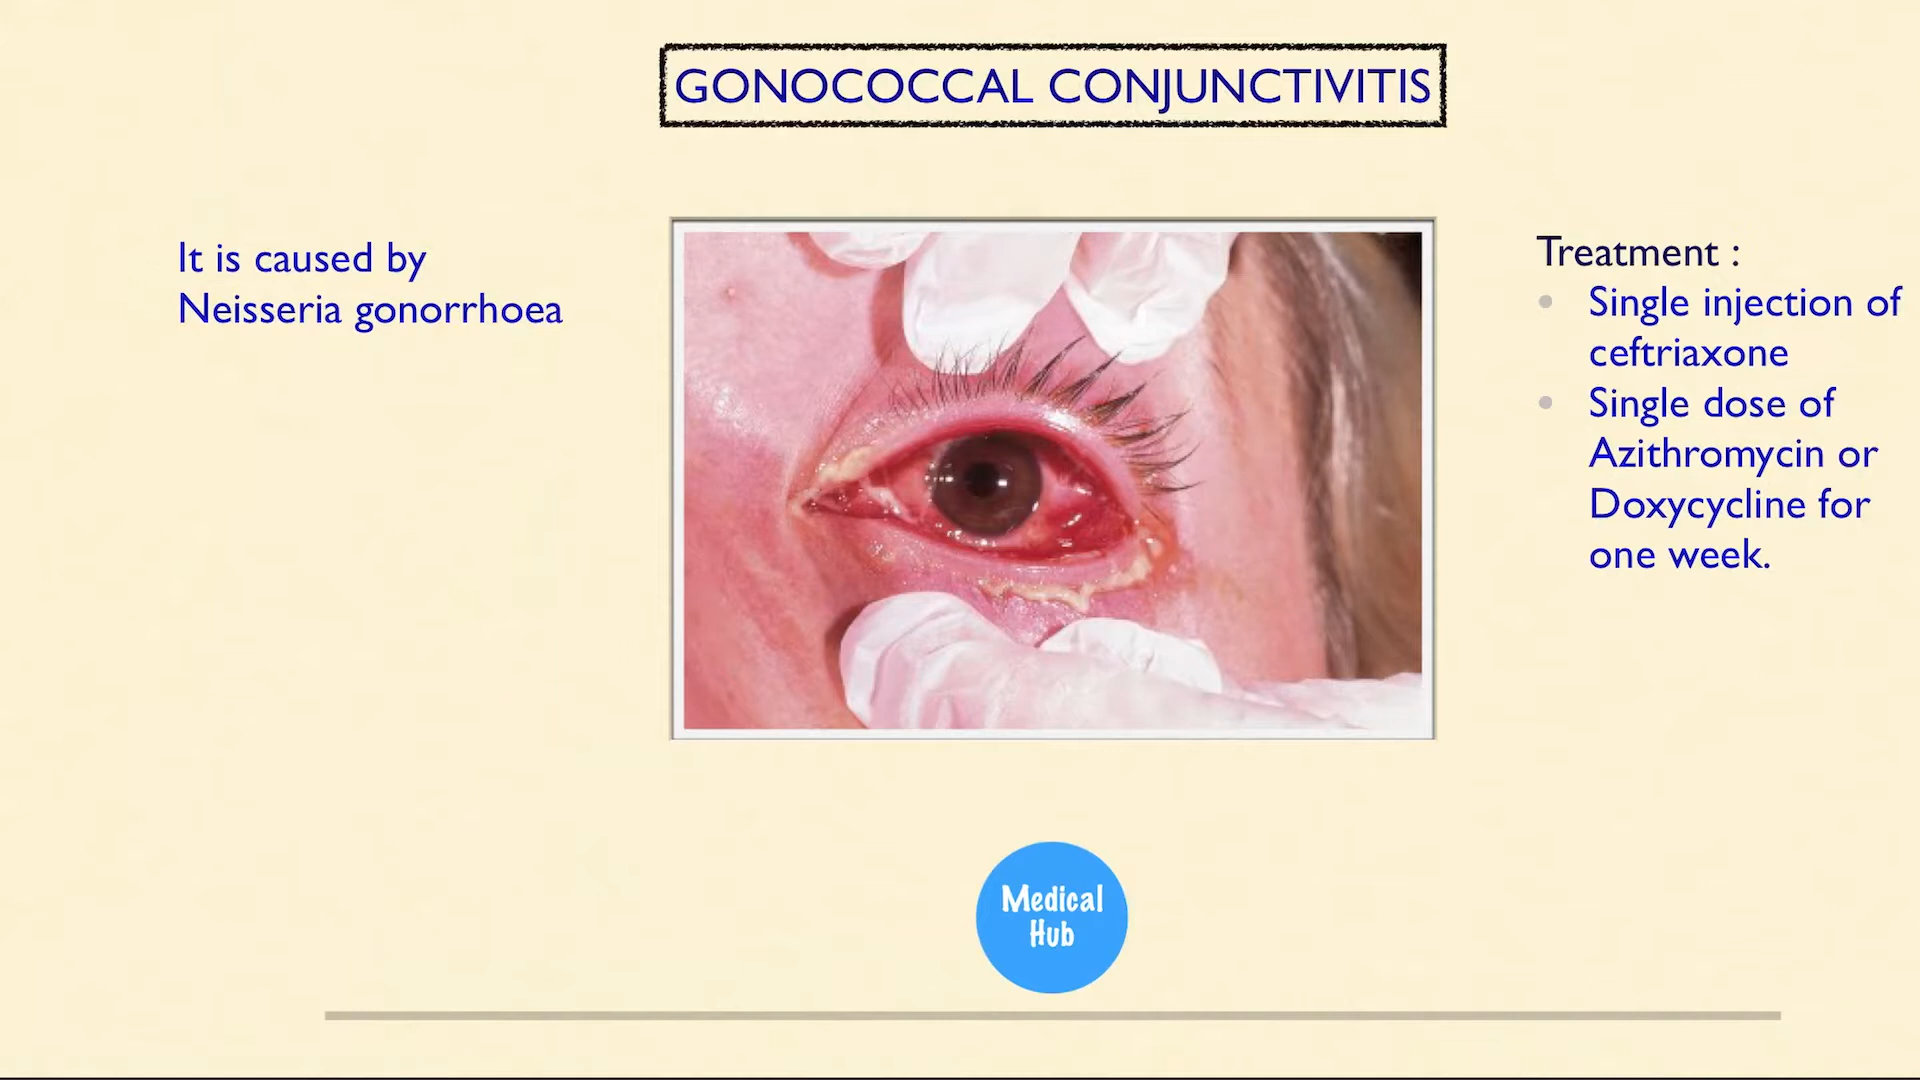 GONOCOCCAL CONJUNCTIVITIS
It is caused by
Neisseria gonorrhoea
Treatment :
• Single injection of
ceftriaxone
• Single dose of
Azithromycin or
Doxycycline for
one week.
Medical
Hub